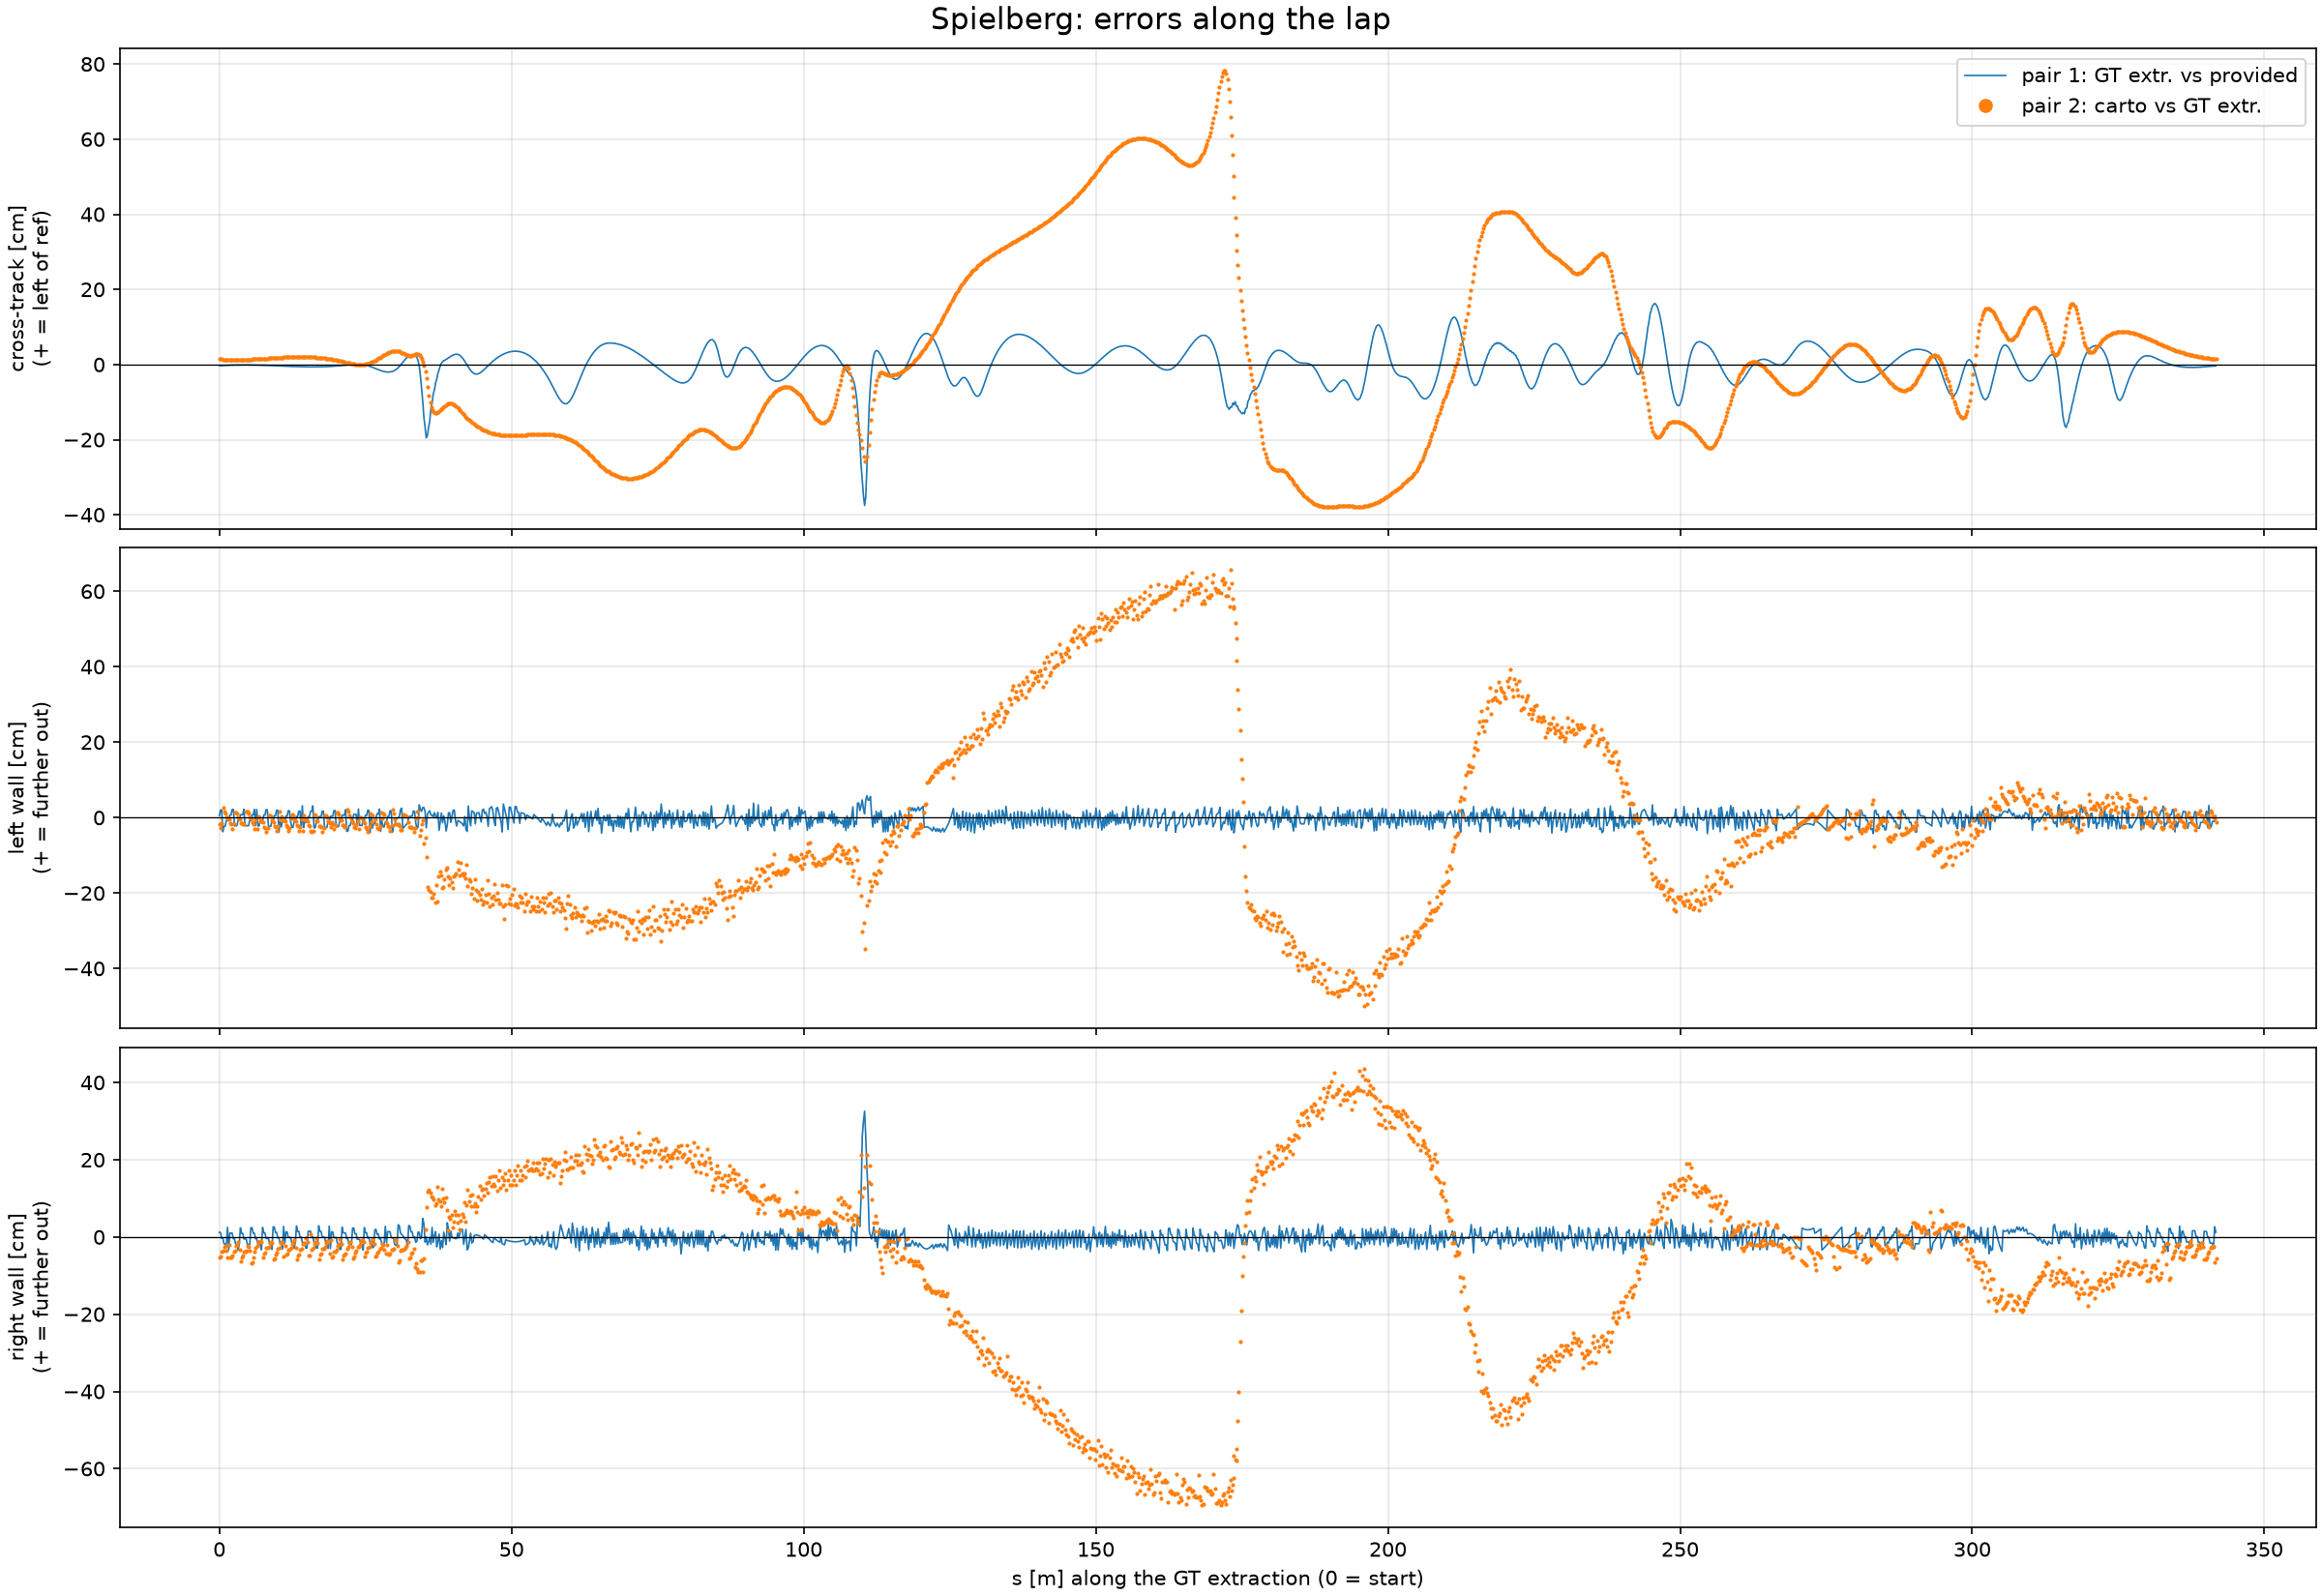 Spielberg: errors along the lap
cross-track [cm]
(+ = left of ref)
80
60
40
20
0
−20
−40
pair 1: GT extr. vs provided
pair 2: carto vs GT extr.
left wall [cm]
(+ = further out)
60
40
20
0
−20
−40
right wall [cm]
(+ = further out)
40
20
0
−20
−40
−60
0 50 100 150 200 250 300 350
s [m] along the GT extraction (0 = start)